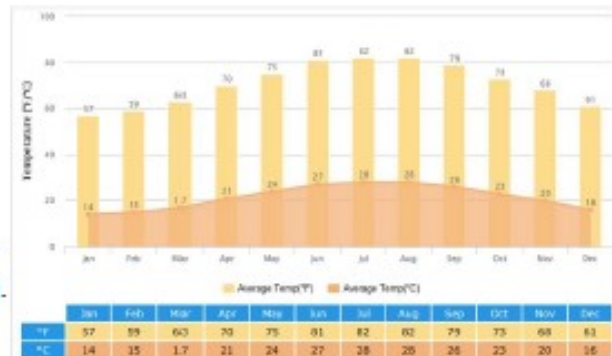 100
57 59 63 70 75 81 82 82 79 73 68 61
80
60
40
20
0
Temperature (°F/°C)
14 15 17 21 24 27 28 28 26 23 20 16
Jan Feb Mar Apr May Jun Jul Aug Sep Oct Nov Dec
Average Temp(°F) Average Temp(°C)
Jan Feb Mar Apr May Jun Jul Aug Sep Oct Nov Dec
°F 57 59 63 70 75 81 82 82 79 73 68 61
°C 14 15 17 21 24 27 28 28 26 23 20 16